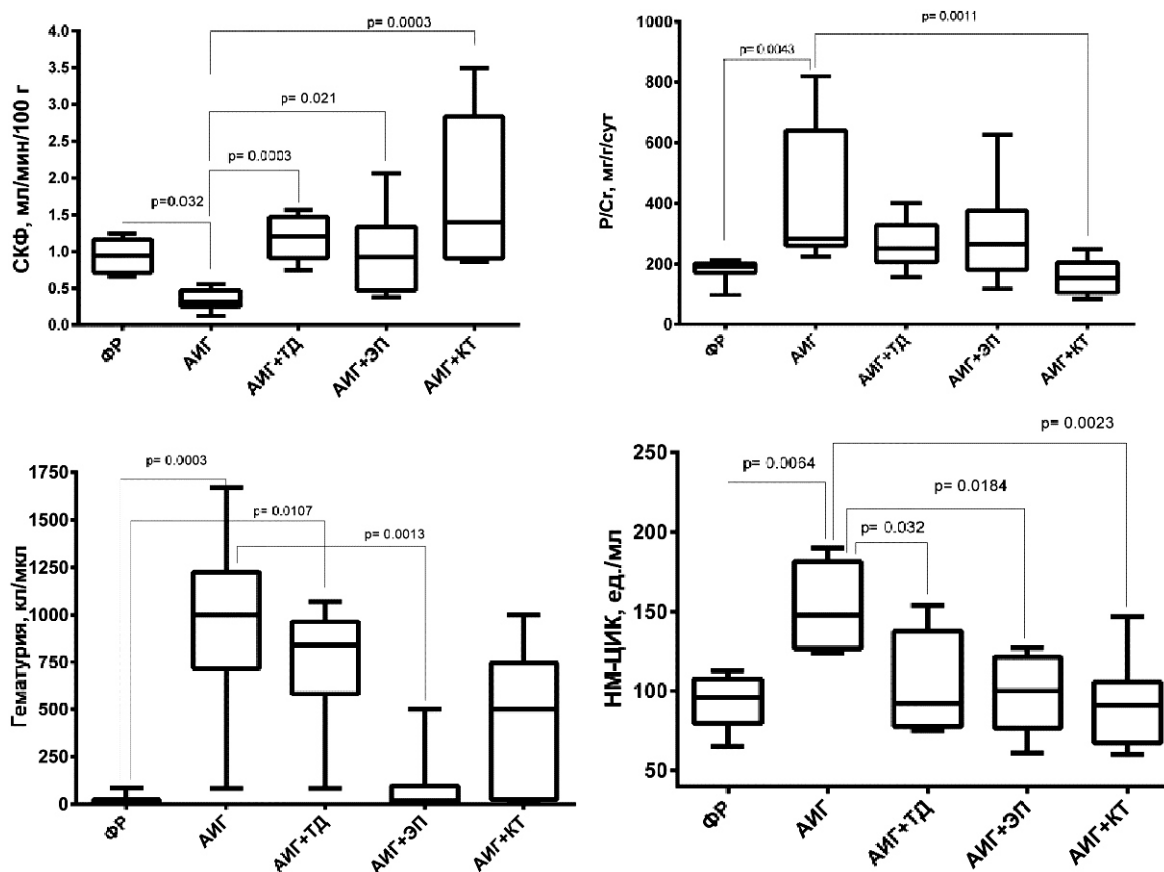 СКФ, мл/мин/100 г
4.0
3.5
3.0
2.5
2.0
1.5
1.0
0.5
0.0
p= 0.0003
p= 0.021
p= 0.0003
p=0.032
ФР
АИГ
АИГ+ТД
АИГ+ЭП
АИГ+КТ
P/Cr, мг/г/сут
1000
800
600
400
200
0
p= 0.0011
p= 0.0043
ФР
АИГ
АИГ+ТД
АИГ+ЭП
АИГ+КТ
Гематурия, кл/мкл
1750
1500
1250
1000
750
500
250
0
p= 0.0003
p= 0.0107
p= 0.0013
ФР
АИГ
АИГ+ТД
АИГ+ЭП
АИГ+КТ
НМ-ЦИК, ед./мл
250
200
150
100
50
p= 0.0023
p= 0.0064
p= 0.0184
p= 0.032
ФР
АИГ
АИГ+ТД
АИГ+ЭП
АИГ+КТ